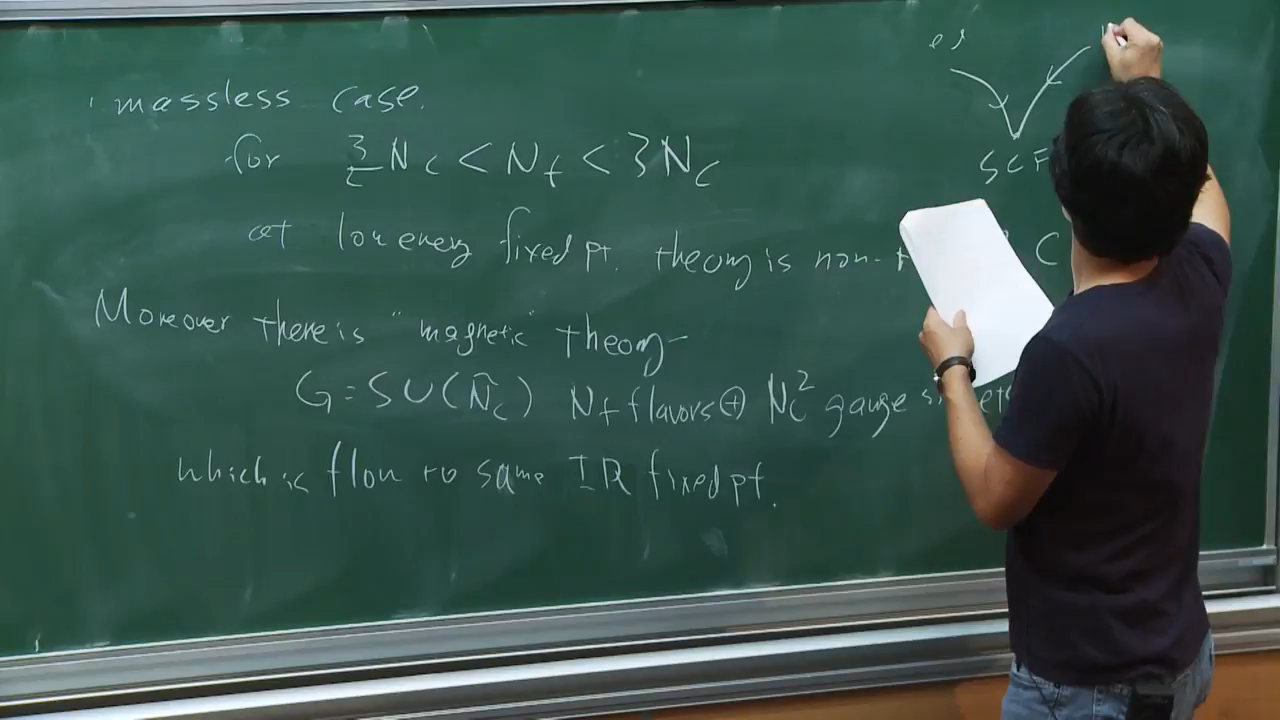 massless case.
for 3/2 Nc < Nf < 3Nc
at low energy fixed pt. theory is non-
Moreover there is "magnetic" theory
G = SU(Ñc) Nf flavors ⊕ Nc² gauge
which is flow to same IR fixed pt.
SCF